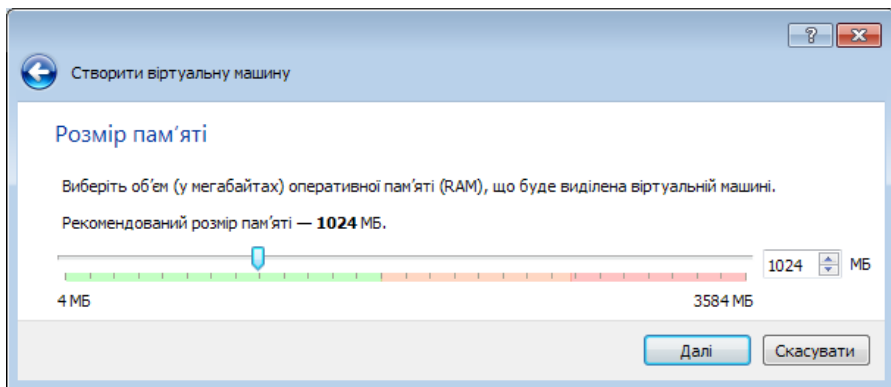 ?
Створити віртуальну машину
Розмір пам'яті
Виберіть об'єм (у мегабайтах) оперативної пам'яті (RAM), що буде виділена віртуальній машині.
Рекомендований розмір пам'яті — 1024 МБ.
1024 МБ
4 МБ 3584 МБ
Далі Скасувати